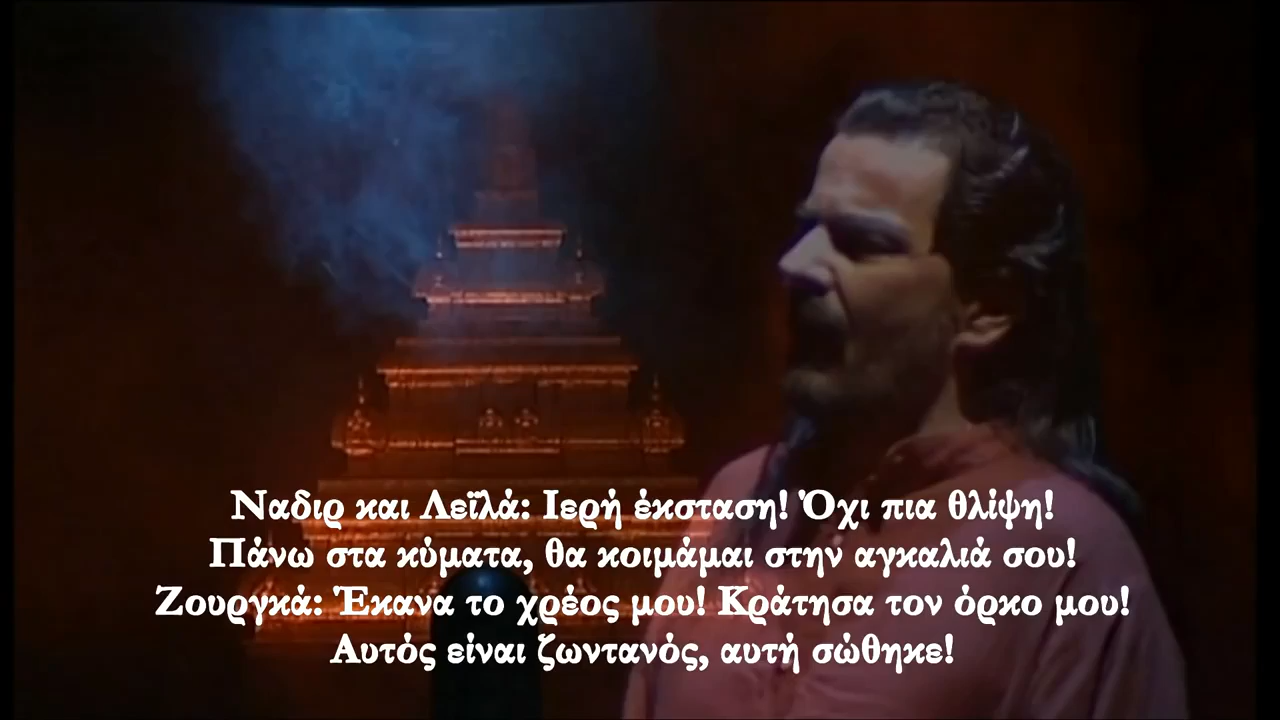 Ναδιρ και Λεϊλά: Ιερή έκσταση! Όχι πια θλίψη!
Πάνω στα κύματα, θα κοιμάμαι στην αγκαλιά σου!
Ζουργκά: Έκανα το χρέος μου! Κράτησα τον όρκο μου!
Αυτός είναι ζωντανός, αυτή σώθηκε!